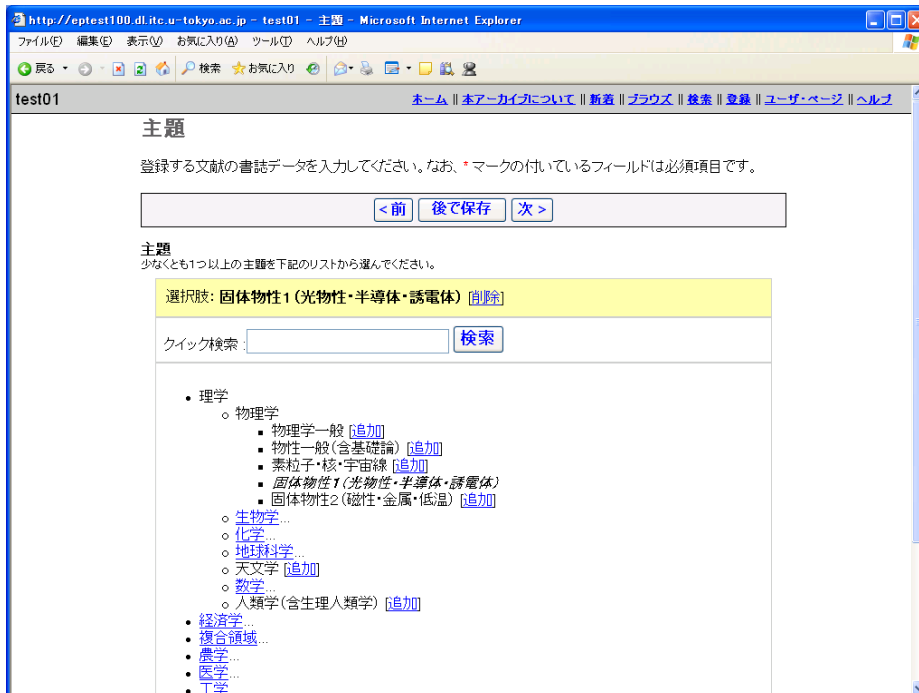 http://eptest100.dl.itc.u-tokyo.ac.jp - test01 - 主題 - Microsoft Internet Explorer
ファイル(F) 編集(E) 表示(V) お気に入り(A) ツール(T) ヘルプ(H)
戻る 検索 お気に入り
test01 ホーム || 本アーカイブについて || 新着 || ブラウズ || 検索 || 登録 || ユーザ・ページ || ヘルプ
主題
登録する文献の書誌データを入力してください。なお、*マークの付いているフィールドは必須項目です。
<前 後で保存 次>
主題
少なくとも1つ以上の主題を下記のリストから選んでください。
選択肢: 固体物性1(光物性・半導体・誘電体) [削除]
クイック検索 : 検索
理学
物理学
物理学一般 [追加]
物性一般(含基礎論) [追加]
素粒子・核・宇宙線 [追加]
固体物性1(光物性・半導体・誘電体)
固体物性2(磁性・金属・低温) [追加]
生物学...
化学...
地球科学...
天文学 [追加]
数学...
人類学(含生理人類学) [追加]
経済学...
複合領域...
農学...
医学...
工学